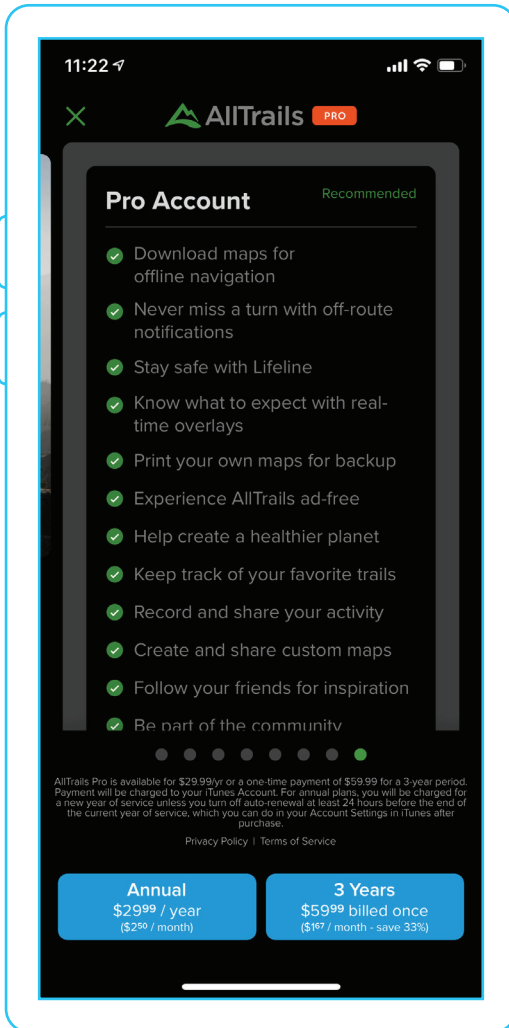 11:22
AllTrails PRO
Pro Account
Recommended
Download maps for
offline navigation
Never miss a turn with off-route
notifications
Stay safe with Lifeline
Know what to expect with real-
time overlays
Print your own maps for backup
Experience AllTrails ad-free
Help create a healthier planet
Keep track of your favorite trails
Record and share your activity
Create and share custom maps
Follow your friends for inspiration
Be part of the community
AllTrails Pro is available for $29.99/yr or a one-time payment of $59.99 for a 3-year period.
Payment will be charged to your iTunes Account. For annual plans, you will be charged for
a new year of service unless you turn off auto-renewal at least 24 hours before the end of
the current year of service, which you can do in your Account Settings in iTunes after
purchase.
Privacy Policy | Terms of Service
Annual
$29⁹⁹ / year
($2⁵⁰ / month)
3 Years
$59⁹⁹ billed once
($1⁶⁷ / month - save 33%)